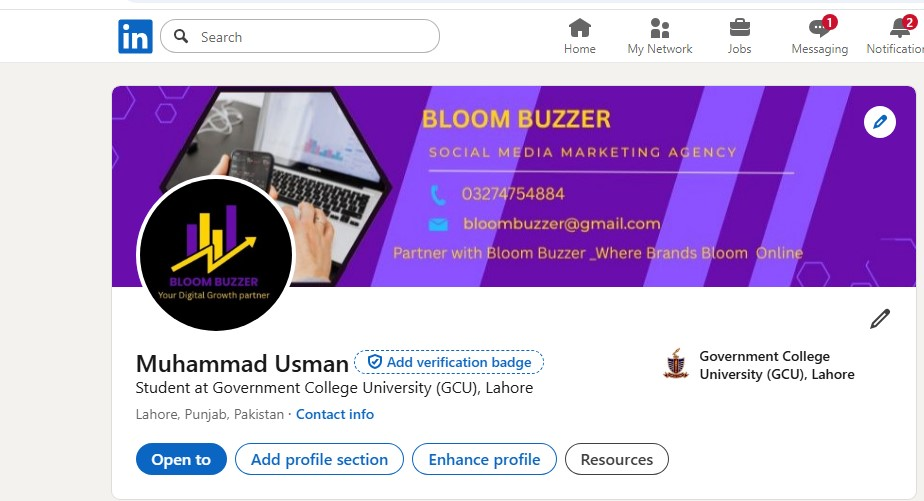 in
Search
Home
My Network
Jobs
1
Messaging
2
Notification
BLOOM BUZZER
SOCIAL MEDIA MARKETING AGENCY
03274754884
bloombuzzer@gmail.com
Partner with Bloom Buzzer _Where Brands Bloom Online
BLOOM BUZZER
Your Digital Growth partner
Muhammad Usman
Add verification badge
Student at Government College University (GCU), Lahore
Lahore, Punjab, Pakistan · Contact info
Government College
University (GCU), Lahore
Open to
Add profile section
Enhance profile
Resources